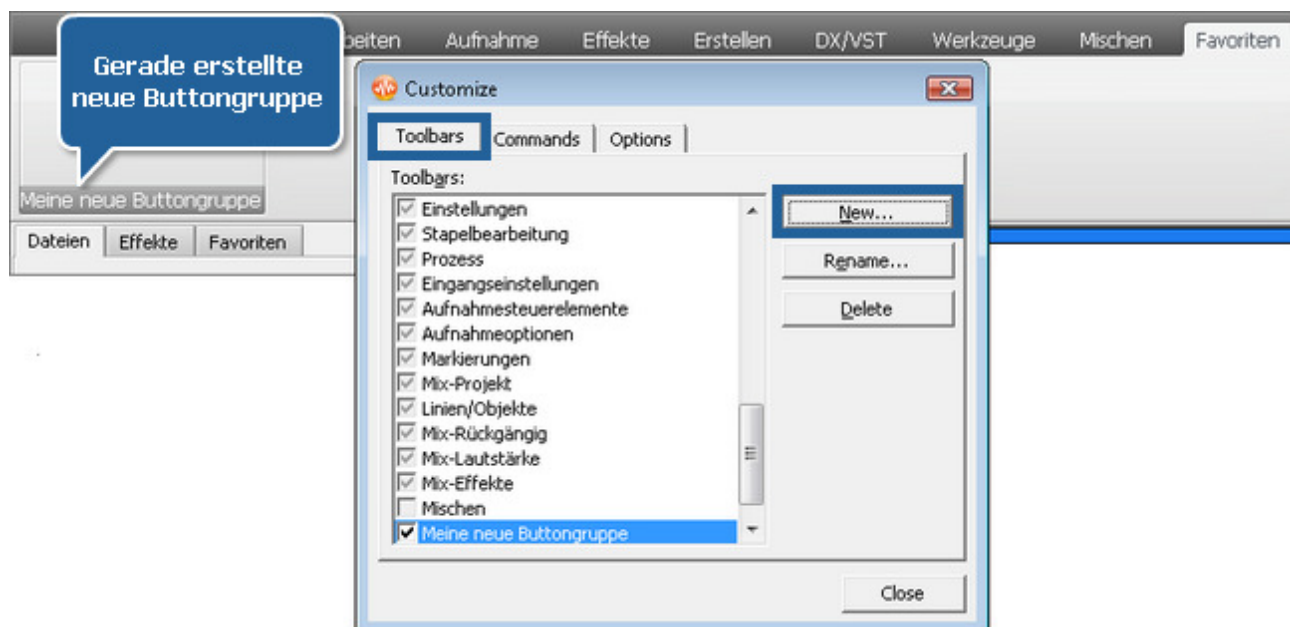 Gerade erstellte
neue Buttongruppe
Aufnahme Effekte Erstellen DX/VST Werkzeuge Mischen Favoriten
Meine neue Buttongruppe
Dateien Effekte Favoriten
Customize
Toolbars Commands Options
Toolbars:
Einstellungen
Stapelbearbeitung
Prozess
Eingangseinstellungen
Aufnahmesteuerelemente
Aufnahmeoptionen
Markierungen
Mix-Projekt
Linien/Objekte
Mix-Rückgängig
Mix-Lautstärke
Mix-Effekte
Mischen
Meine neue Buttongruppe
New...
Rename...
Delete
Close